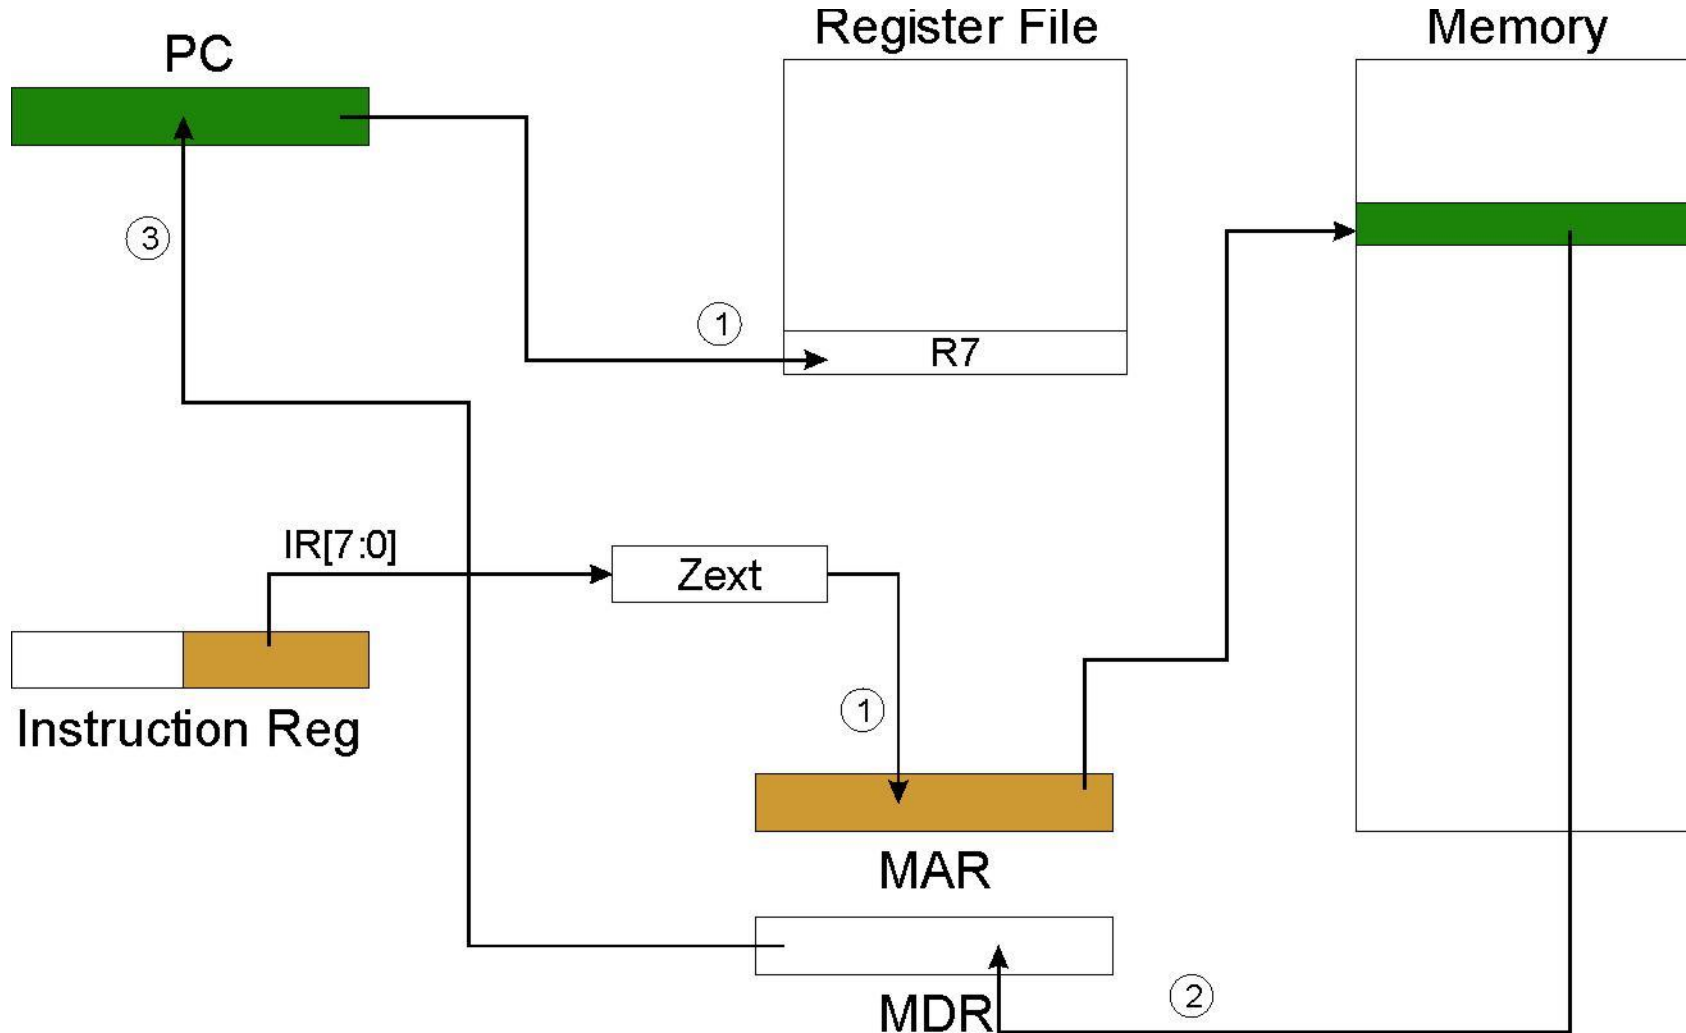 Register File
Memory
PC
3
1
R7
IR[7:0]
Zext
Instruction Reg
1
MAR
MDR
2